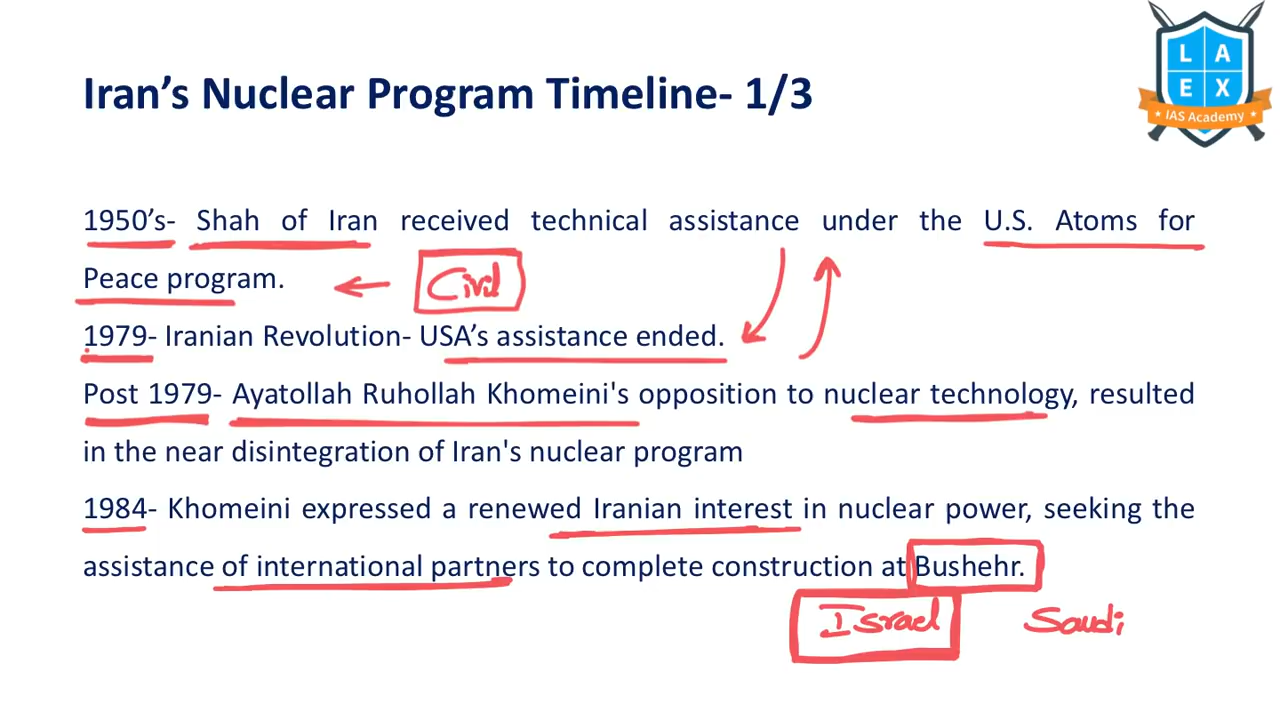 Iran's Nuclear Program Timeline- 1/3
L A
E X
IAS Academy
1950's- Shah of Iran received technical assistance under the U.S. Atoms for
Peace program.
Civil
1979- Iranian Revolution- USA's assistance ended.
Post 1979- Ayatollah Ruhollah Khomeini's opposition to nuclear technology, resulted
in the near disintegration of Iran's nuclear program
1984- Khomeini expressed a renewed Iranian interest in nuclear power, seeking the
assistance of international partners to complete construction at Bushehr.
Israel
Saudi